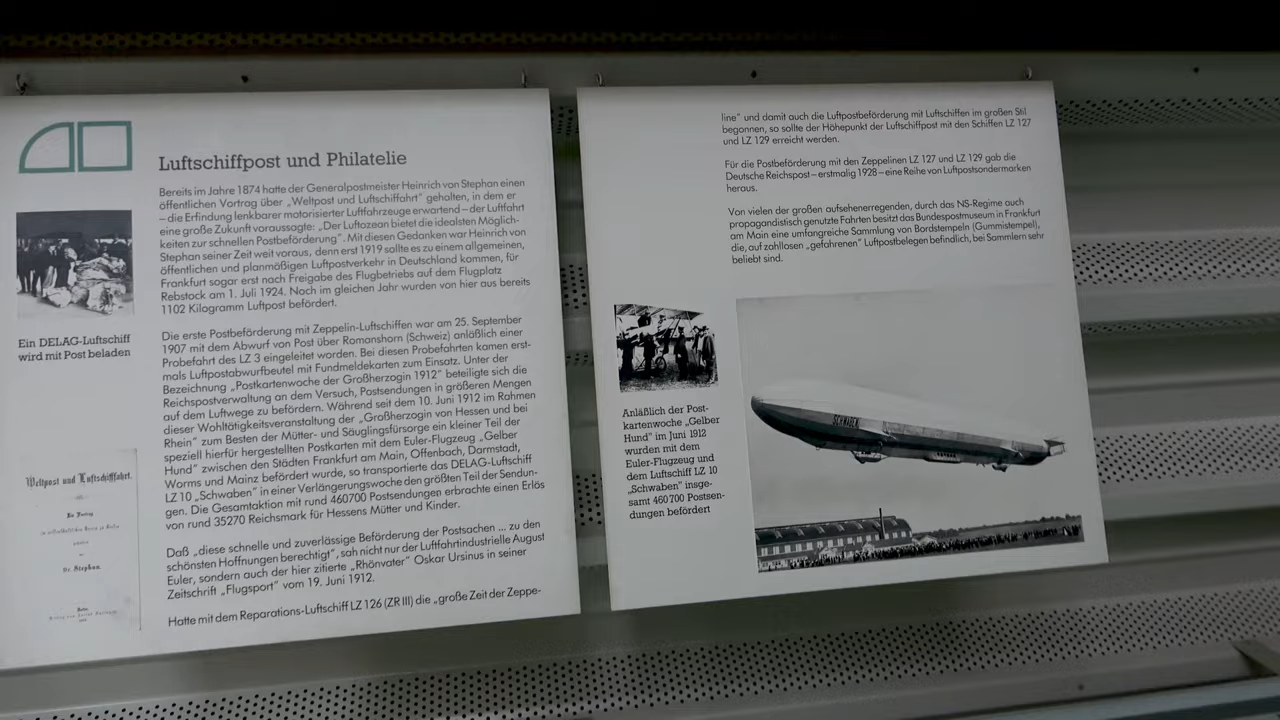 Luftschiffpost und Philatelie
Bereits im Jahre 1874 hatte der Generalpostmeister Heinrich von Stephan einen
öffentlichen Vortrag über „Weltpost und Luftschiffahrt" gehalten, in dem er
–die Erfindung lenkbarer motorisierter Luftfahrzeuge erwartend–der Luftfahrt
eine große Zukunft voraussagte: „Der Luftozean bietet die idealsten Möglich-
keiten zur schnellen Postbeförderung". Mit diesen Gedanken war Heinrich von
Stephan seiner Zeit weit voraus, denn erst 1919 sollte es zu einem allgemeinen,
öffentlichen und planmäßigen Luftpostverkehr in Deutschland kommen, für
Frankfurt sogar erst nach Freigabe des Flugbetriebs auf dem Flugplatz
Rebstock am 1. Juli 1924. Noch im gleichen Jahr wurden von hier aus bereits
1102 Kilogramm Luftpost befördert.
Ein DELAG-Luftschiff
wird mit Post beladen
Die erste Postbeförderung mit Zeppelin-Luftschiffen war am 25. September
1907 mit dem Abwurf von Post über Romanshorn (Schweiz) anläßlich einer
Probefahrt des LZ 3 eingeleitet worden. Bei diesen Probefahrten kamen erst-
mals Luftpostabwurfbeutel mit Fundmeldekarten zum Einsatz. Unter der
Bezeichnung „Postkartenwoche der Großherzogin 1912" beteiligte sich die
Reichspostverwaltung an dem Versuch, Postsendungen in größeren Mengen
auf dem Luftwege zu befördern. Während seit dem 10. Juni 1912 im Rahmen
dieser Wohltätigkeitsveranstaltung der „Großherzogin von Hessen und bei
Rhein" zum Besten der Mütter- und Säuglingsfürsorge ein kleiner Teil der
speziell hierfür hergestellten Postkarten mit dem Euler-Flugzeug „Gelber
Hund" zwischen den Städten Frankfurt am Main, Offenbach, Darmstadt,
Worms und Mainz befördert wurde, so transportierte das DELAG-Luftschiff
LZ 10 „Schwaben" in einer Verlängerungswoche den größten Teil der Sendun-
gen. Die Gesamtaktion mit rund 460700 Postsendungen erbrachte einen Erlös
von rund 35270 Reichsmark für Hessens Mütter und Kinder.
Weltpost und Luftschiffahrt.
Dr. Stephan.
Daß „diese schnelle und zuverlässige Beförderung der Postsachen ... zu den
schönsten Hoffnungen berechtigt", sah nicht nur der Luftfahrtindustrielle August
Euler, sondern auch der hier zitierte „Rhönvater" Oskar Ursinus in seiner
Zeitschrift „Flugsport" vom 19. Juni 1912.
Hatte mit dem Reparations-Luftschiff LZ 126 (ZR III) die „große Zeit der Zeppe-
line" und damit auch die Luftpostbeförderung mit Luftschiffen im großen Stil
begonnen, so sollte der Höhepunkt der Luftschiffpost mit den Schiffen LZ 127
und LZ 129 erreicht werden.
Für die Postbeförderung mit den Zeppelinen LZ 127 und LZ 129 gab die
Deutsche Reichspost–erstmalig 1928–eine Reihe von Luftpostsondermarken
heraus.
Von vielen der großen aufsehenerregenden, durch das NS-Regime auch
propagandistisch genutzte Fahrten besitzt das Bundespostmuseum in Frankfurt
am Main eine umfangreiche Sammlung von Bordstempeln (Gummistempel),
die, auf zahllosen „gefahrenen" Luftpostbelegen befindlich, bei Sammlern sehr
beliebt sind.
Anläßlich der Post-
kartenwoche „Gelber
Hund" im Juni 1912
wurden mit dem
Euler-Flugzeug und
dem Luftschiff LZ 10
„Schwaben" insge-
samt 460 700 Postsen-
dungen befördert
SCHWABEN